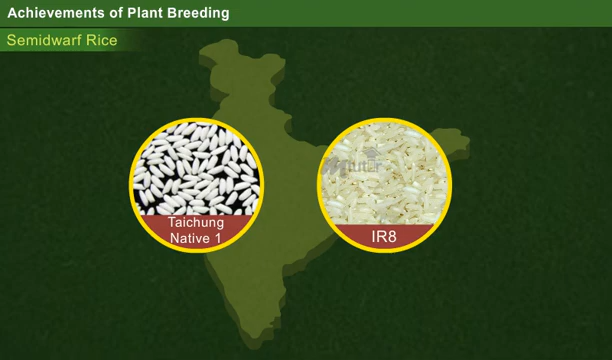 Achievements of Plant Breeding
Semidwarf Rice
Taichung
Native 1
IR8